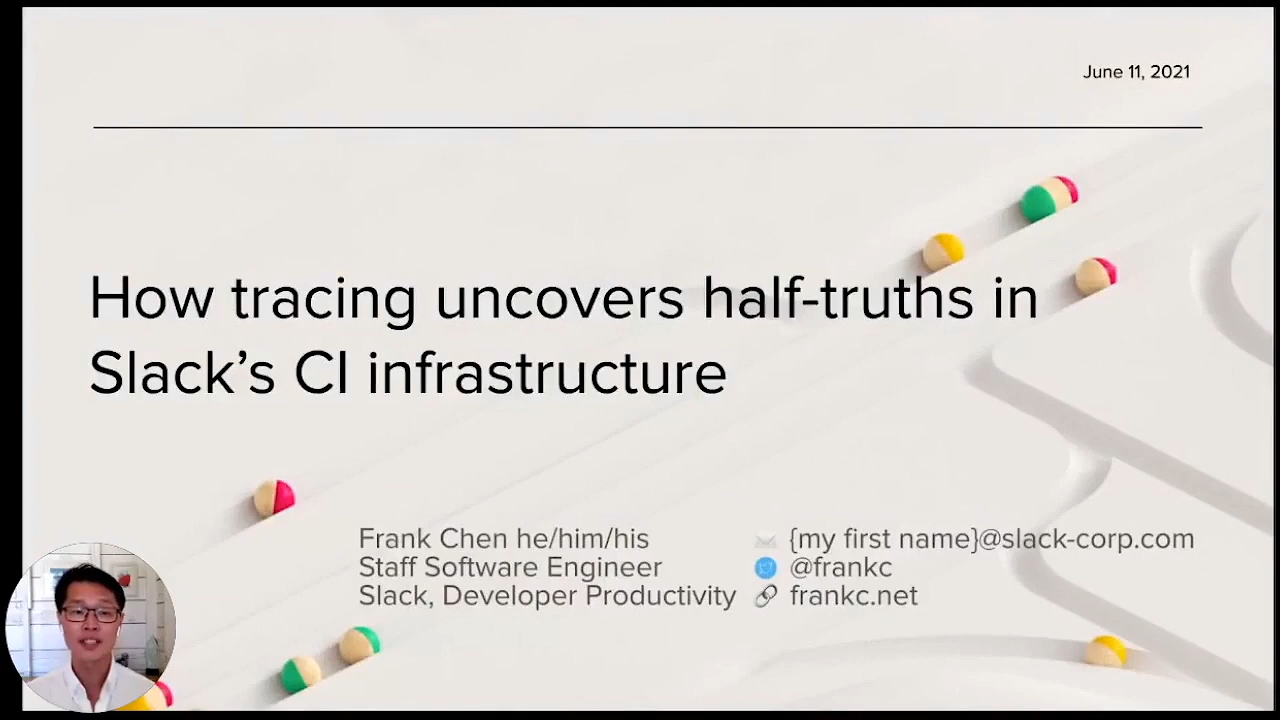 June 11, 2021
How tracing uncovers half-truths in
Slack’s CI infrastructure
Frank Chen he/him/his
Staff Software Engineer
Slack, Developer Productivity
{my first name}@slack-corp.com
@frankc
frankc.net